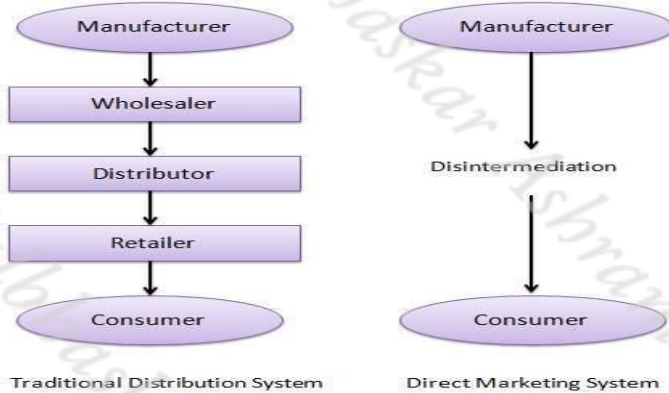 Manufacturer
Wholesaler
Distributor
Retailer
Consumer
Traditional Distribution System
Manufacturer
Disintermediation
Consumer
Direct Marketing System